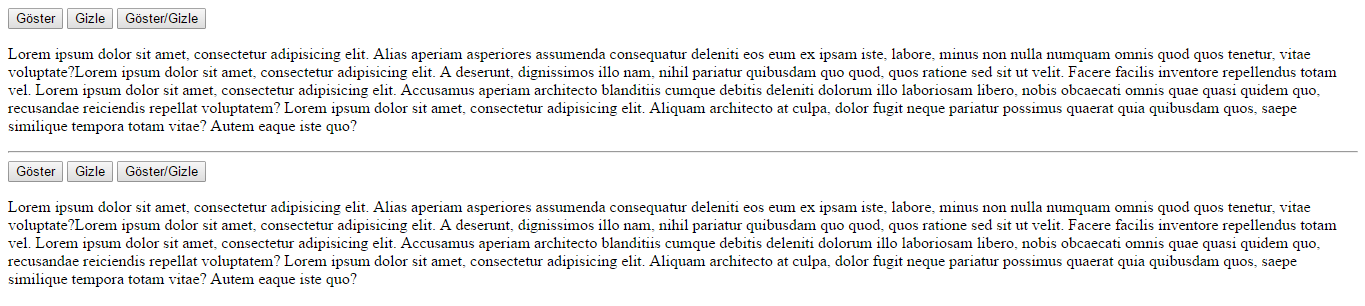 Göster Gizle Göster/Gizle
Lorem ipsum dolor sit amet, consectetur adipisicing elit. Alias aperiam asperiores assumenda consequatur deleniti eos eum ex ipsam iste, labore, minus non nulla numquam omnis quod quos tenetur, vitae
voluptate?Lorem ipsum dolor sit amet, consectetur adipisicing elit. A deserunt, dignissimos illo nam, nihil pariatur quibusdam quo quod, quos ratione sed sit ut velit. Facere facilis inventore repellendus totam
vel. Lorem ipsum dolor sit amet, consectetur adipisicing elit. Accusamus aperiam architecto blanditiis cumque debitis deleniti dolorum illo laboriosam libero, nobis obcaecati omnis quae quasi quidem quo,
recusandae reiciendis repellat voluptatem? Lorem ipsum dolor sit amet, consectetur adipisicing elit. Aliquam architecto at culpa, dolor fugit neque pariatur possimus quaerat quia quibusdam quos, saepe
similique tempora totam vitae? Autem eaque iste quo?
Göster Gizle Göster/Gizle
Lorem ipsum dolor sit amet, consectetur adipisicing elit. Alias aperiam asperiores assumenda consequatur deleniti eos eum ex ipsam iste, labore, minus non nulla numquam omnis quod quos tenetur, vitae
voluptate?Lorem ipsum dolor sit amet, consectetur adipisicing elit. A deserunt, dignissimos illo nam, nihil pariatur quibusdam quo quod, quos ratione sed sit ut velit. Facere facilis inventore repellendus totam
vel. Lorem ipsum dolor sit amet, consectetur adipisicing elit. Accusamus aperiam architecto blanditiis cumque debitis deleniti dolorum illo laboriosam libero, nobis obcaecati omnis quae quasi quidem quo,
recusandae reiciendis repellat voluptatem? Lorem ipsum dolor sit amet, consectetur adipisicing elit. Aliquam architecto at culpa, dolor fugit neque pariatur possimus quaerat quia quibusdam quos, saepe
similique tempora totam vitae? Autem eaque iste quo?